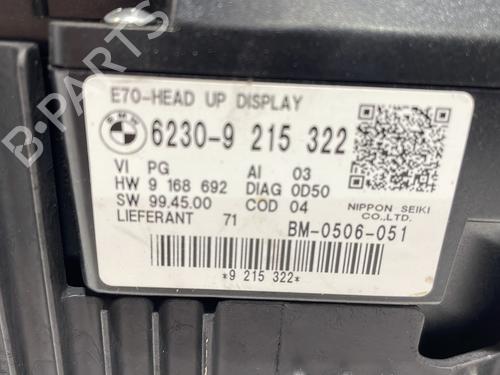 E70-HEAD UP DISPLAY
BMW
6230-9 215 322
VI PG AI 03
HW 9 168 692 DIAG 0D50
SW 99.45.00 COD 04
LIEFERANT 71
NIPPON SEIKI
CO.,LTD.
BM-0506-051
*9 215 322*
B-PARTS